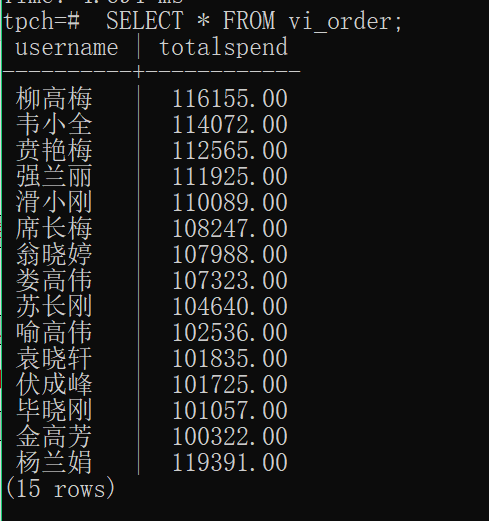 tpch=#  SELECT * FROM vi_order;
 username | totalspend
----------+------------
 柳高梅   |  116155.00
 韦小全   |  114072.00
 贲艳梅   |  112565.00
 强兰丽   |  111925.00
 滑小刚   |  110089.00
 席长梅   |  108247.00
 翁晓婷   |  107988.00
 娄高伟   |  107323.00
 苏长刚   |  104640.00
 喻高伟   |  102536.00
 袁晓轩   |  101835.00
 伏成峰   |  101725.00
 毕晓刚   |  101057.00
 金高芳   |  100322.00
 杨兰娟   |  119391.00
(15 rows)